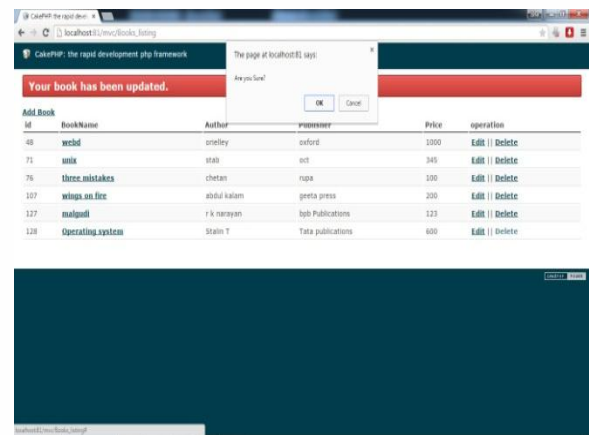 CakePHP: the rapid devel
localhost:81/mvc/Books_listing
CakePHP: the rapid development php framework
The page at localhost:81 says:
Are you Sure?
OK Cancel
Your book has been updated.
Add Book
id BookName Author Publisher Price operation
48 webd orielley oxford 1000 Edit || Delete
71 unix stab oct 345 Edit || Delete
76 three mistakes chetan rupa 100 Edit || Delete
107 wings on fire abdul kalam geeta press 200 Edit || Delete
127 malgudi r k narayan bpb Publications 123 Edit || Delete
128 Operating system Stalin T Tata publications 600 Edit || Delete
localhost:81/mvc/Books_listing#